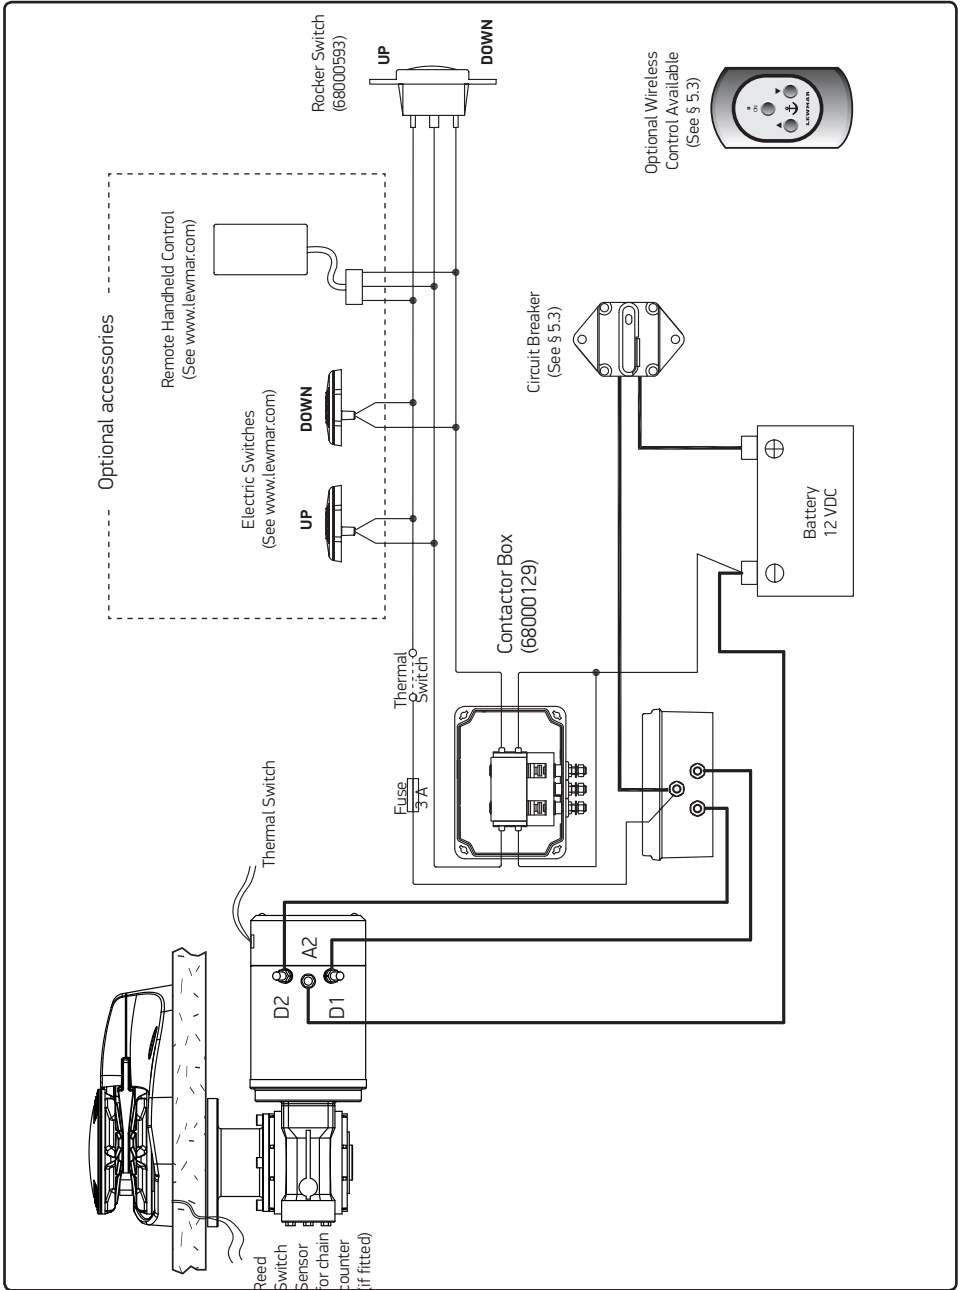 Rocker Switch
(68000593)
UP
DOWN
Optional Wireless
Control Available
(See § 5.3)
ON
LEWMAR
Optional accessories
Remote Handheld Control
(See www.lewmar.com)
Electric Switches
(See www.lewmar.com)
DOWN
UP
Circuit Breaker
(See § 5.3)
Battery
12 VDC
Contactor Box
(68000129)
Thermal
Switch
Fuse
3 A
Thermal Switch
D2
A2
D1
Reed
Switch
Sensor
for chain
counter
(if fitted)